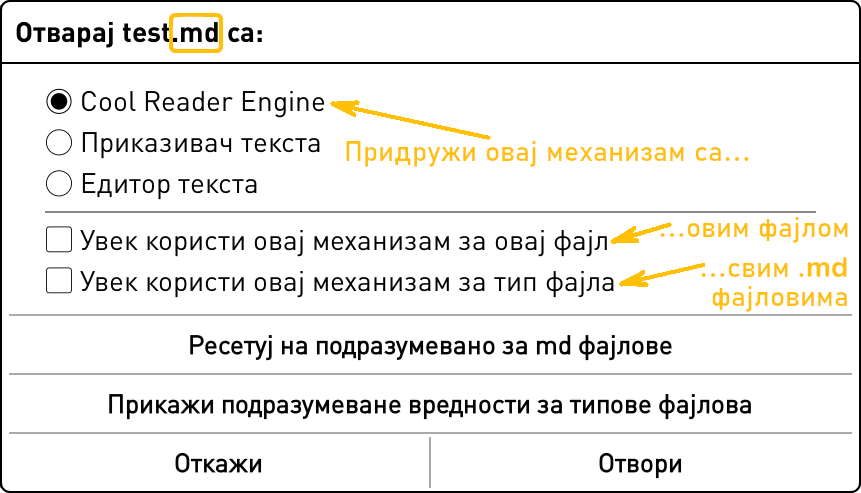 Отварај test.md са:
Cool Reader Engine
Приказивач текста
Придружи овај механизам са...
Едитор текста
...овим фајлом
Увек користи овај механизам за овај фајл
...свим .md
Увек користи овај механизам за тип фајла
фајловима
Ресетуј на подразумевано за md фајлове
Прикажи подразумеване вредности за типове фајлова
Откажи
Отвори